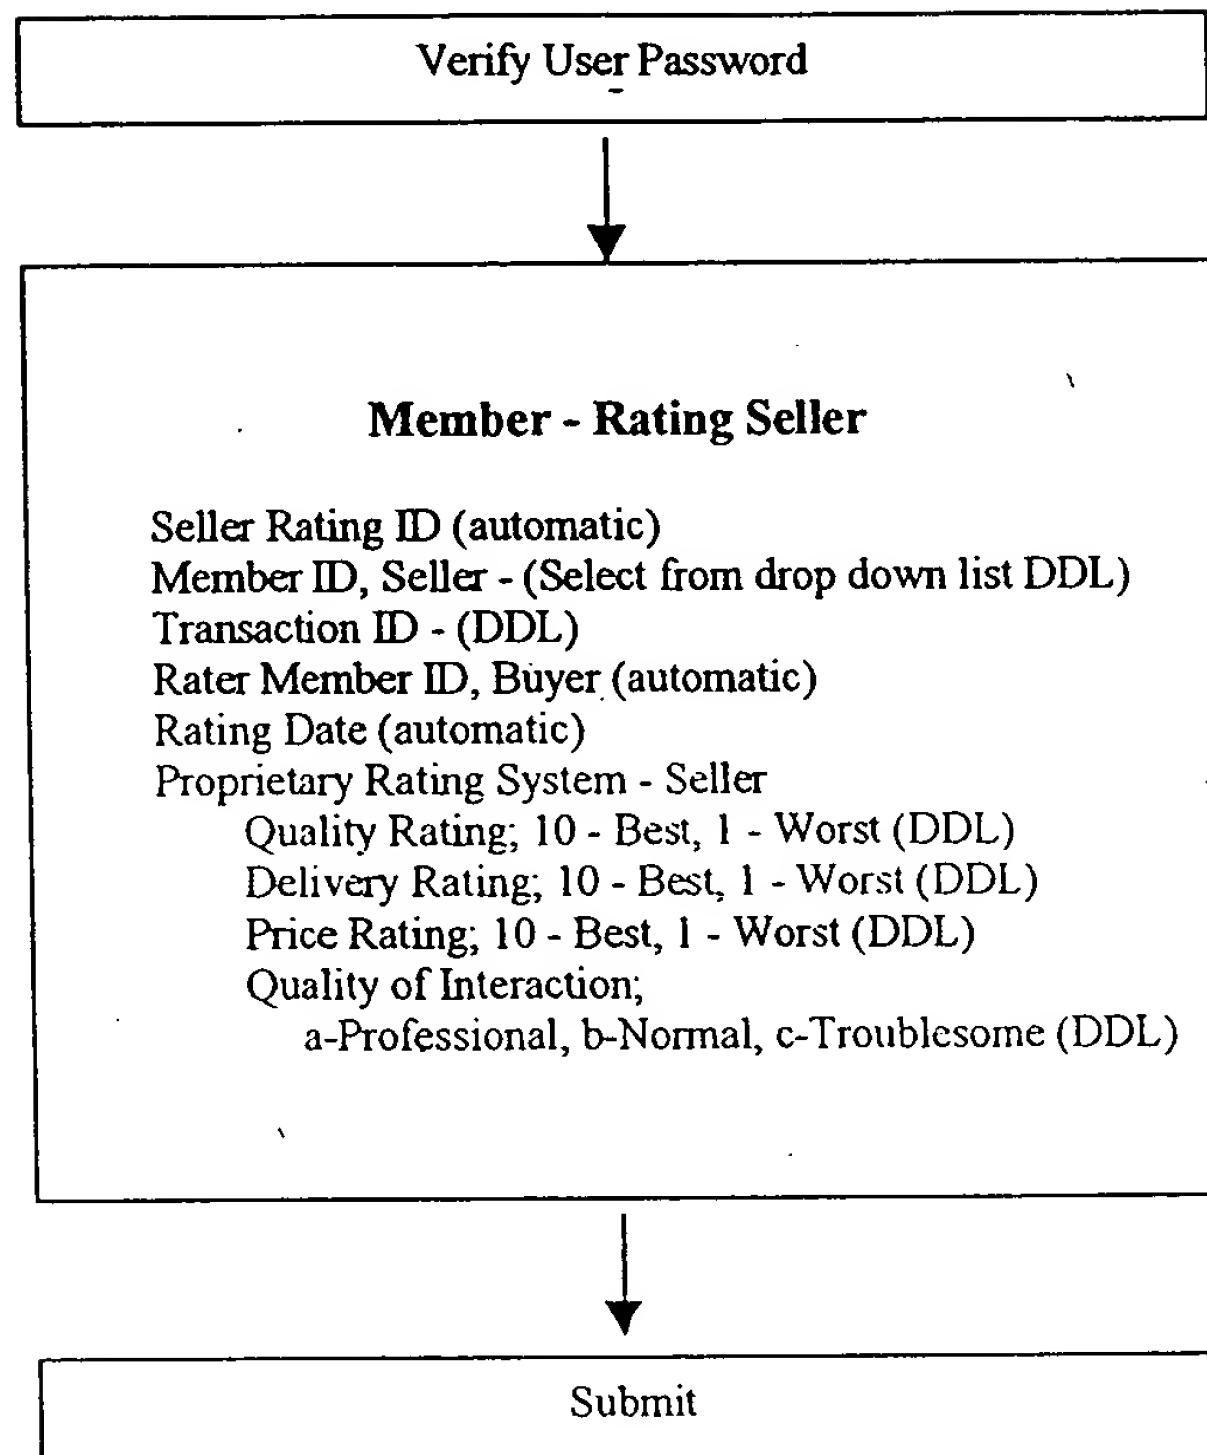 Verify User Password
Member - Rating Seller
Seller Rating ID (automatic)
Member ID, Seller - (Select from drop down list DDL)
Transaction ID - (DDL)
Rater Member ID, Buyer (automatic)
Rating Date (automatic)
Proprietary Rating System - Seller
Quality Rating; 10 - Best, 1 - Worst (DDL)
Delivery Rating; 10 - Best, 1 - Worst (DDL)
Price Rating; 10 - Best, 1 - Worst (DDL)
Quality of Interaction;
a-Professional, b-Normal, c-Troublesome (DDL)
Submit